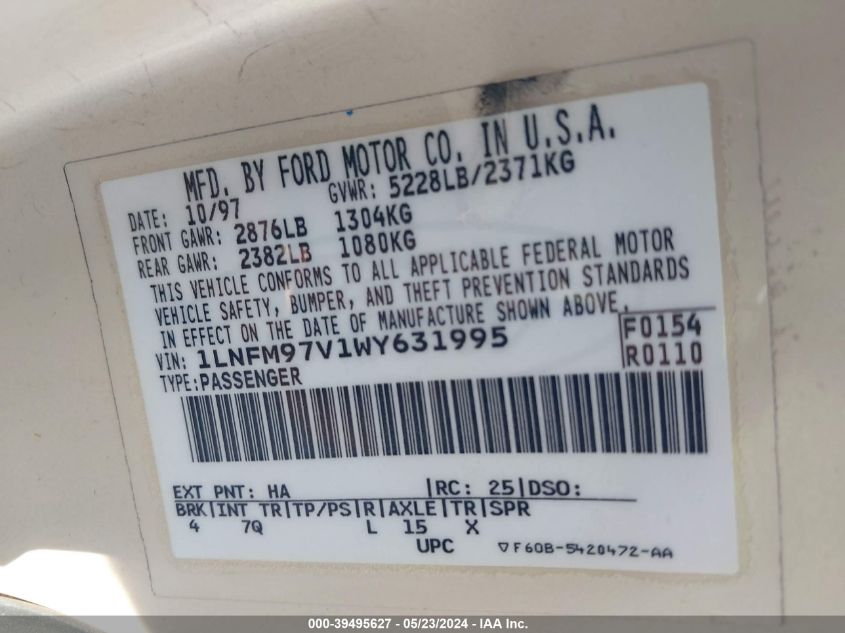 MFD. BY FORD MOTOR CO. IN U.S.A.
DATE: 10/97 GVWR: 5228LB/2371KG
FRONT GAWR: 2876LB 1304KG
REAR GAWR: 2382LB 1080KG
THIS VEHICLE CONFORMS TO ALL APPLICABLE FEDERAL MOTOR
VEHICLE SAFETY, BUMPER, AND THEFT PREVENTION STANDARDS
IN EFFECT ON THE DATE OF MANUFACTURE SHOWN ABOVE.
VIN: 1LNFM97V1WY631995 F0154
TYPE:PASSENGER R0110
EXT PNT: HA |RC: 25|DSO:
BRK|INT TR|TP/PS|R|AXLE|TR|SPR
4 7Q L 15 X
UPC ▽F60B-5420472-AA
000-39495627 - 05/23/2024 - IAA Inc.